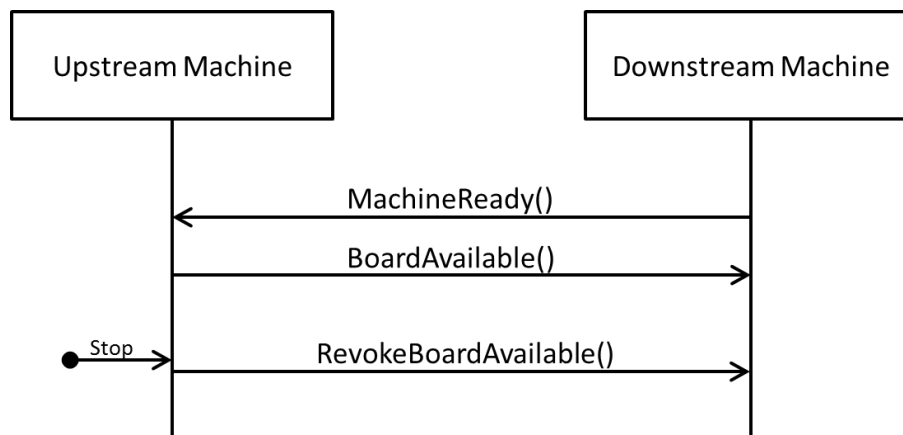 Upstream Machine
Downstream Machine
MachineReady()
BoardAvailable()
Stop
RevokeBoardAvailable()